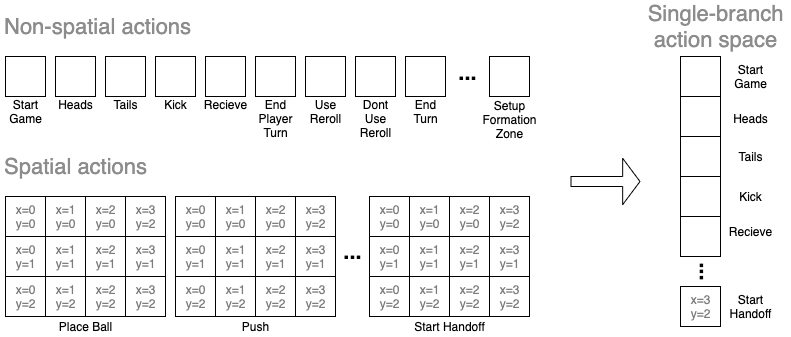 Non-spatial actions
Start Game
Heads
Tails
Kick
Recieve
End Player Turn
Use Reroll
Dont Use Reroll
End Turn
...
Setup Formation Zone
Spatial actions
x=0 y=0 x=1 y=0 x=2 y=0 x=3 y=2
x=0 y=1 x=1 y=1 x=2 y=1 x=3 y=1
x=0 y=2 x=1 y=2 x=2 y=2 x=3 y=2
Place Ball
x=0 y=0 x=1 y=0 x=2 y=0 x=3 y=2
x=0 y=1 x=1 y=1 x=2 y=1 x=3 y=1
x=0 y=2 x=1 y=2 x=2 y=2 x=3 y=2
Push
...
x=0 y=0 x=1 y=0 x=2 y=0 x=3 y=2
x=0 y=1 x=1 y=1 x=2 y=1 x=3 y=1
x=0 y=2 x=1 y=2 x=2 y=2 x=3 y=2
Start Handoff
Single-branch
action space
Start
Game
Heads
Tails
Kick
Recieve
...
x=3
y=2
Start
Handoff